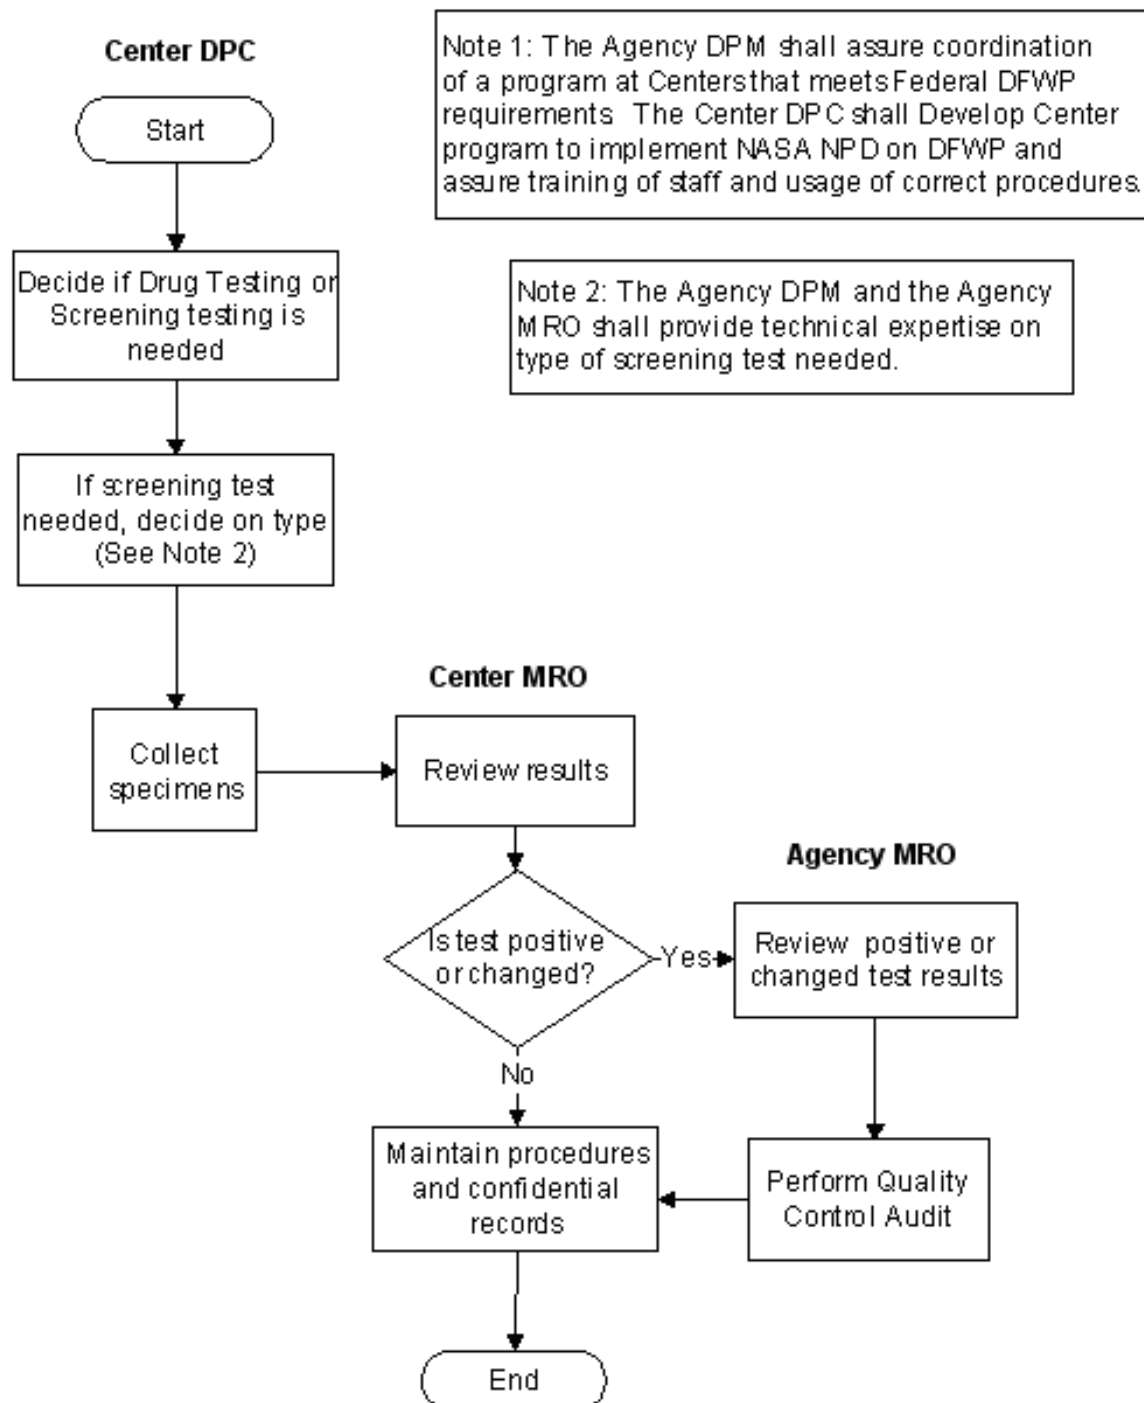 Center DPC
Start
Decide if Drug Testing or
Screening testing is
needed
If screening test
needed, decide on type
(See Note 2)
Collect
specimens
Note 1: The Agency DPM shall assure coordination
of a program at Centers that meets Federal DFWP
requirements. The Center DPC shall Develop Center
program to implement NASA NPD on DFWP and
assure training of staff and usage of correct procedures.
Note 2: The Agency DPM and the Agency
MRO shall provide technical expertise on
type of screening test needed.
Center MRO
Review results
Is test positive
or changed?
Yes
No
Agency MRO
Review positive or
changed test results
Perform Quality
Control Audit
Maintain procedures
and confidential
records
End